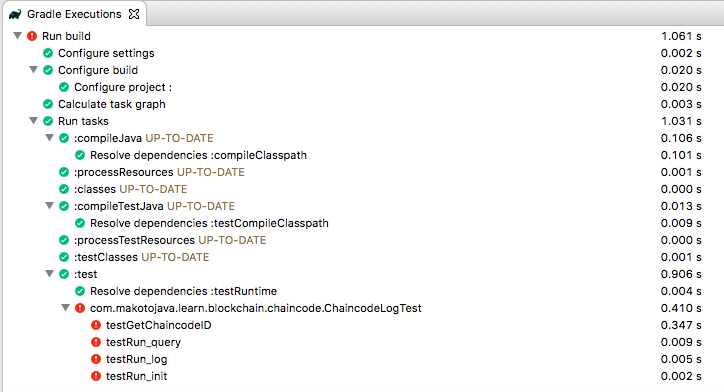 Gradle Executions
Run build 1.061 s
Configure settings 0.002 s
Configure build 0.020 s
Configure project : 0.020 s
Calculate task graph 0.003 s
Run tasks 1.031 s
:compileJava UP-TO-DATE 0.106 s
Resolve dependencies :compileClasspath 0.101 s
:processResources UP-TO-DATE 0.001 s
:classes UP-TO-DATE 0.000 s
:compileTestJava UP-TO-DATE 0.013 s
Resolve dependencies :testCompileClasspath 0.009 s
:processTestResources UP-TO-DATE 0.000 s
:testClasses UP-TO-DATE 0.001 s
:test 0.906 s
Resolve dependencies :testRuntime 0.004 s
com.makotojava.learn.blockchain.chaincode.ChaincodeLogTest 0.410 s
testGetChaincodeID 0.347 s
testRun_query 0.009 s
testRun_log 0.005 s
testRun_init 0.002 s